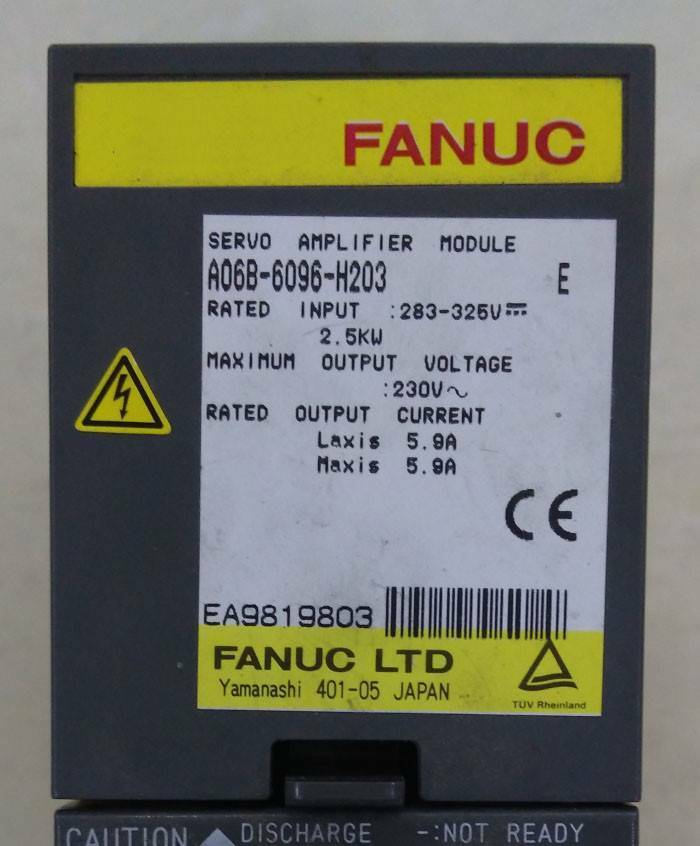 FANUC
SERVO AMPLIFIER MODULE
A06B-6096-H203 E
RATED INPUT :283-325V⎓
2.5KW
MAXIMUM OUTPUT VOLTAGE
:230V~
RATED OUTPUT CURRENT
Laxis 5.9A
Maxis 5.9A
CE
EA9819803
FANUC LTD
Yamanashi 401-05 JAPAN
TÜV Rheinland
CAUTION DISCHARGE -:NOT READY